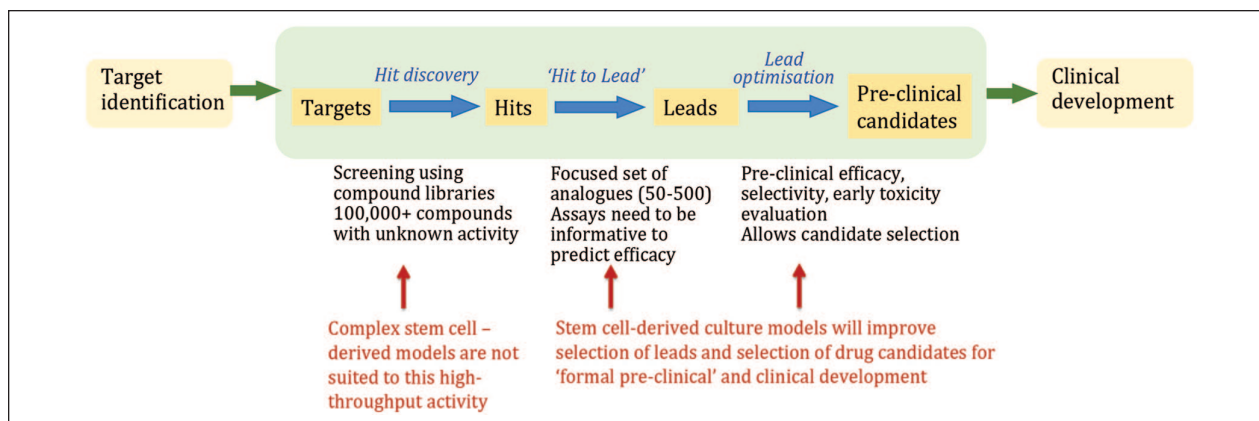 Target
identification
Targets
Hit discovery
Hits
‘Hit to Lead’
Leads
Lead
optimisation
Pre-clinical
candidates
Clinical
development
Screening using
compound libraries
100,000+ compounds
with unknown activity
Focused set of
analogues (50-500)
Assays need to be
informative to
predict efficacy
Pre-clinical efficacy,
selectivity, early toxicity
evaluation
Allows candidate selection
Complex stem cell –
derived models are not
suited to this high-
throughput activity
Stem cell-derived culture models will improve
selection of leads and selection of drug candidates for
‘formal pre-clinical’ and clinical development